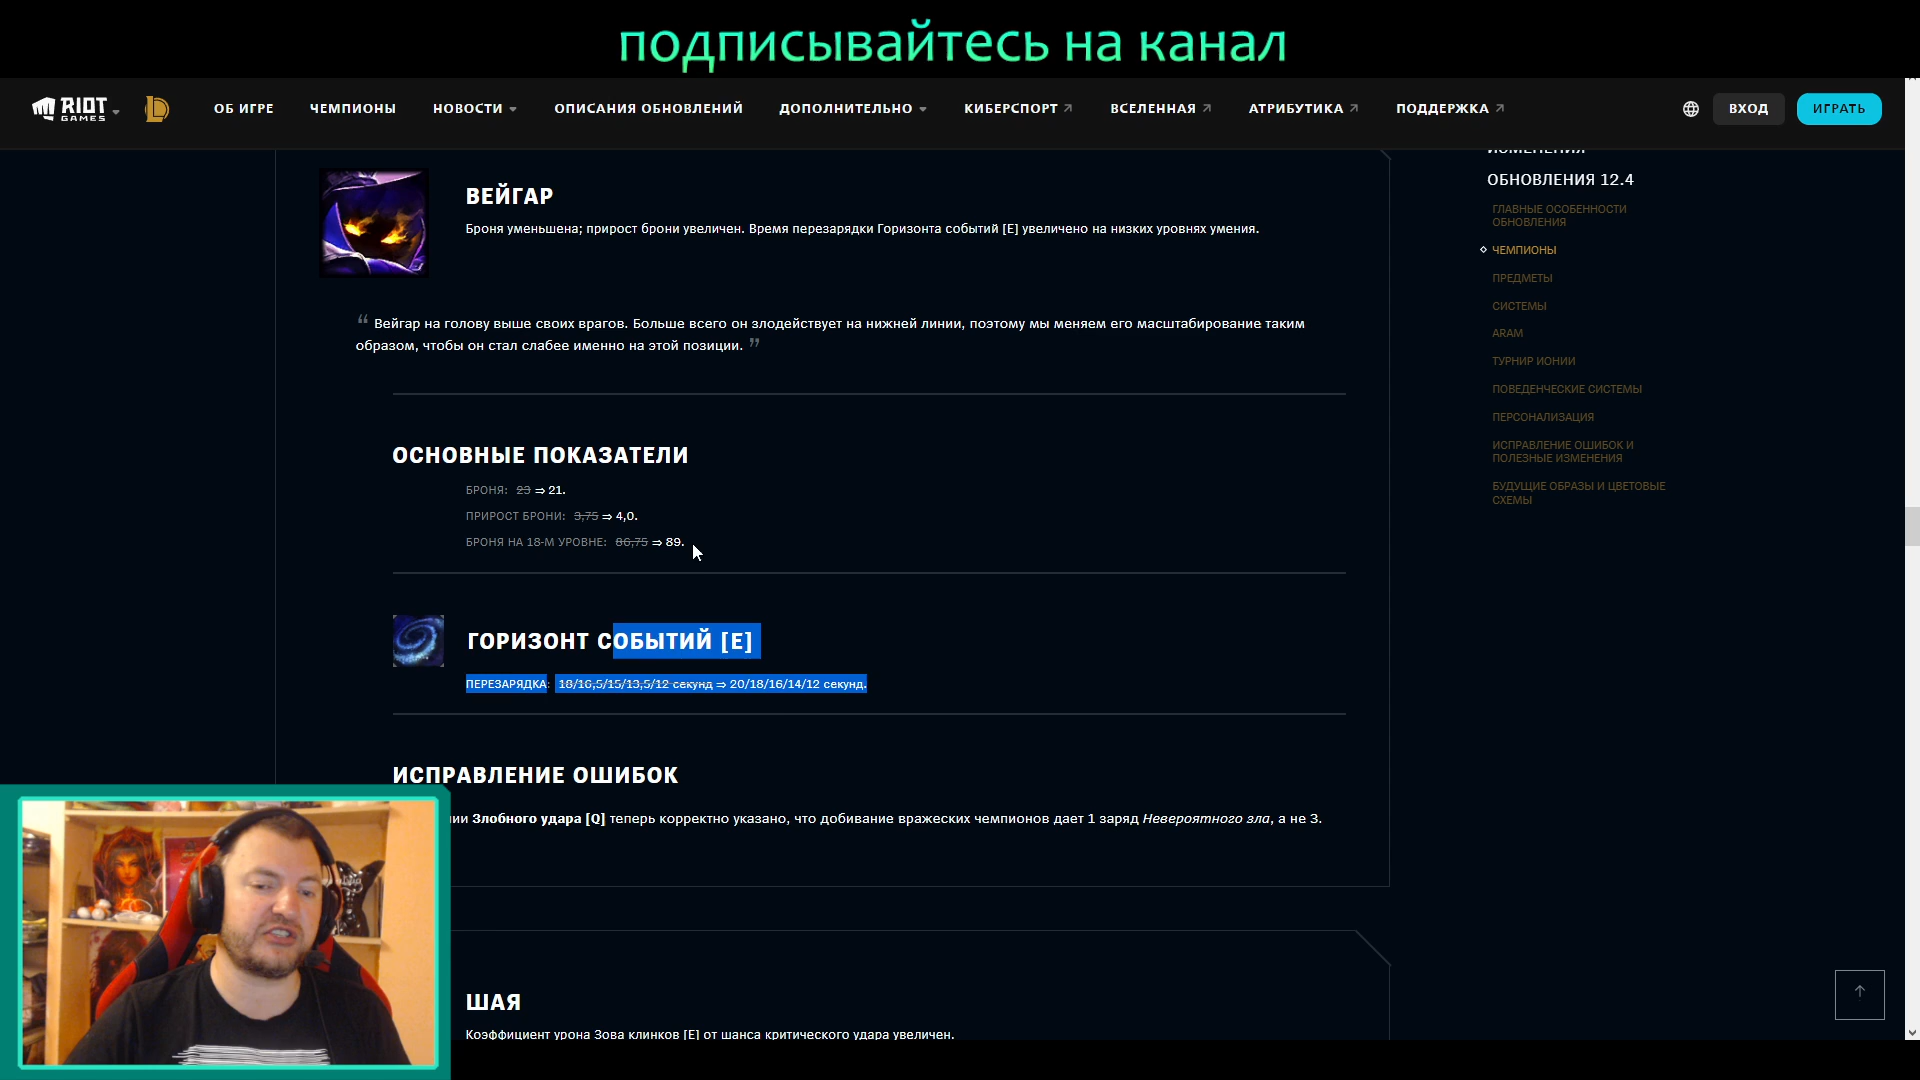 подписывайтесь на канал
RIOT GAMES
ОБ ИГРЕ
ЧЕМПИОНЫ
НОВОСТИ
ОПИСАНИЯ ОБНОВЛЕНИЙ
ДОПОЛНИТЕЛЬНО
КИБЕРСПОРТ
ВСЕЛЕННАЯ
АТРИБУТИКА
ПОДДЕРЖКА
ВХОД
ИГРАТЬ
ВЕЙГАР
Броня уменьшена; прирост брони увеличен. Время перезарядки Горизонта событий [E] увеличено на низких уровнях умения.
“ Вейгар на голову выше своих врагов. Больше всего он злодействует на нижней линии, поэтому мы меняем его масштабирование таким
образом, чтобы он стал слабее именно на этой позиции. ”
ОСНОВНЫЕ ПОКАЗАТЕЛИ
БРОНЯ: 23 ⇒ 21.
ПРИРОСТ БРОНИ: 3,75 ⇒ 4,0.
БРОНЯ НА 18-М УРОВНЕ: 86,75 ⇒ 89.
ГОРИЗОНТ СОБЫТИЙ [E]
ПЕРЕЗАРЯДКА: 18/16,5/15/13,5/12 секунд ⇒ 20/18/16/14/12 секунд.
ИСПРАВЛЕНИЕ ОШИБОК
Злобного удара [Q] теперь корректно указано, что добивание вражеских чемпионов дает 1 заряд Невероятного зла, а не 3.
ШАЯ
Коэффициент урона Зова клинков [E] от шанса критического удара увеличен.
ИЗМЕНЕНИЯ
ОБНОВЛЕНИЯ 12.4
ГЛАВНЫЕ ОСОБЕННОСТИ
ОБНОВЛЕНИЯ
ЧЕМПИОНЫ
ПРЕДМЕТЫ
СИСТЕМЫ
ARAM
ТУРНИР ИОНИИ
ПОВЕДЕНЧЕСКИЕ СИСТЕМЫ
ПЕРСОНАЛИЗАЦИЯ
ИСПРАВЛЕНИЕ ОШИБОК И
ПОЛЕЗНЫЕ ИЗМЕНЕНИЯ
БУДУЩИЕ ОБРАЗЫ И ЦВЕТОВЫЕ
СХЕМЫ